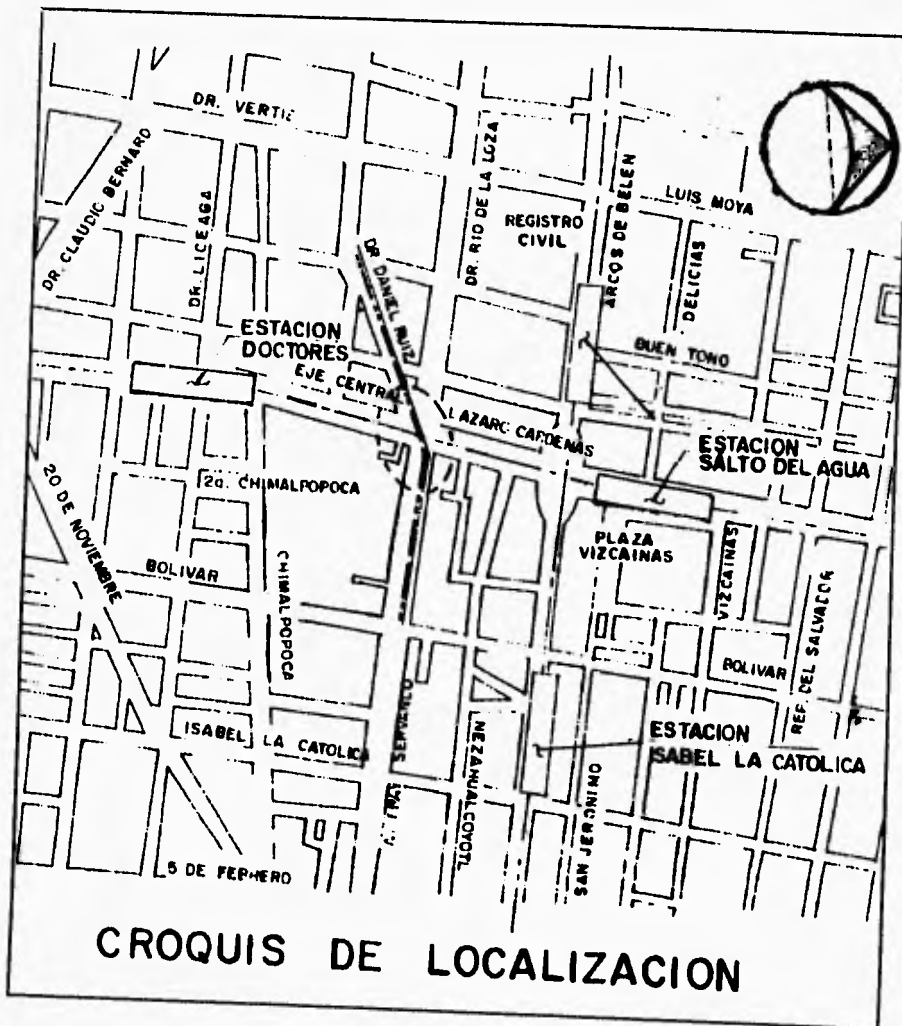 DR. VERTIZ
DR. CLAUDIO BERNARD
DR. LICEAGA
DR. RIO DE LA LOZA
ARCOS DE BELEN
LUIS MOYA
REGISTRO
CIVIL
DELICIAS
DR DANIEL RUIZ
ESTACION
DOCTORES
EJE CENTRAL
BUEN TONO
LAZARO CARDENAS
ESTACION
SALTO DEL AGUA
2a. CHIMALPOPOCA
20 DE NOVIEMBRE
PLAZA
VIZCAINAS
VIZCAINAS
BOLIVAR
CHIMALPOPOCA
BOLIVAR
REP. DEL SALVADOR
ISABEL LA CATOLICA
SERVANDO
NEZAHUALCOYOTL
ESTACION
ISABEL LA CATOLICA
SAN JERONIMO
5 DE FEBRERO
CROQUIS DE LOCALIZACION